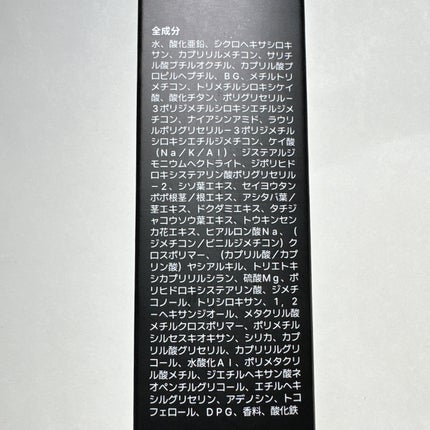 全成分
水、酸化亜鉛、シクロヘキサシロキ
サン、カプリリルメチコン、サリチ
ル酸ブチルオクチル、カプリル酸プ
ロピルヘプチル、BG、メチルトリ
メチコン、トリメチルシロキシケイ
酸、酸化チタン、ポリグリセリル－
3ポリジメチルシロキシエチルジメ
チコン、ナイアシンアミド、ラウリ
ルポリグリセリル－3ポリジメチル
シロキシエチルジメチコン、ケイ酸
（Na／K／Al）、ジステアルジ
モニウムヘクトライト、ジポリヒド
ロキシステアリン酸ポリグリセリル
－2、シソ葉エキス、セイヨウタン
ポポ根茎／根エキス、アシタバ葉／
茎エキス、ドクダミエキス、タチジ
ャコウソウ葉エキス、トウキンセン
カ花エキス、ヒアルロン酸Na、（
ジメチコン／ビニルジメチコン）ク
ロスポリマー、（カプリル酸／カプ
リン酸）ヤシアルキル、トリエトキ
シカプリリルシラン、硫酸Mg、ポ
リヒドロキシステアリン酸、ジメチ
コノール、トリシロキサン、1，2
－ヘキサンジオール、メタクリル酸
メチルクロスポリマー、ポリメチル
シルセスキオキサン、シリカ、カプ
リル酸グリセリル、カプリリルグリ
コール、水酸化Al、ポリメタクリ
ル酸メチル、ジエチルヘキサン酸ネ
オペンチルグリコール、エチルヘキ
シルグリセリン、アデノシン、トコ
フェロール、DPG、香料、酸化鉄